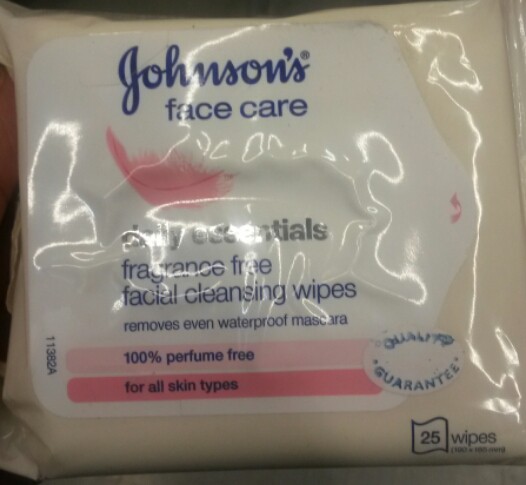 Johnson's®
face care
daily essentials
fragrance free
facial cleansing wipes
removes even waterproof mascara
100% perfume free
for all skin types
11382A
QUALITY
• GUARANTEE •
25 wipes